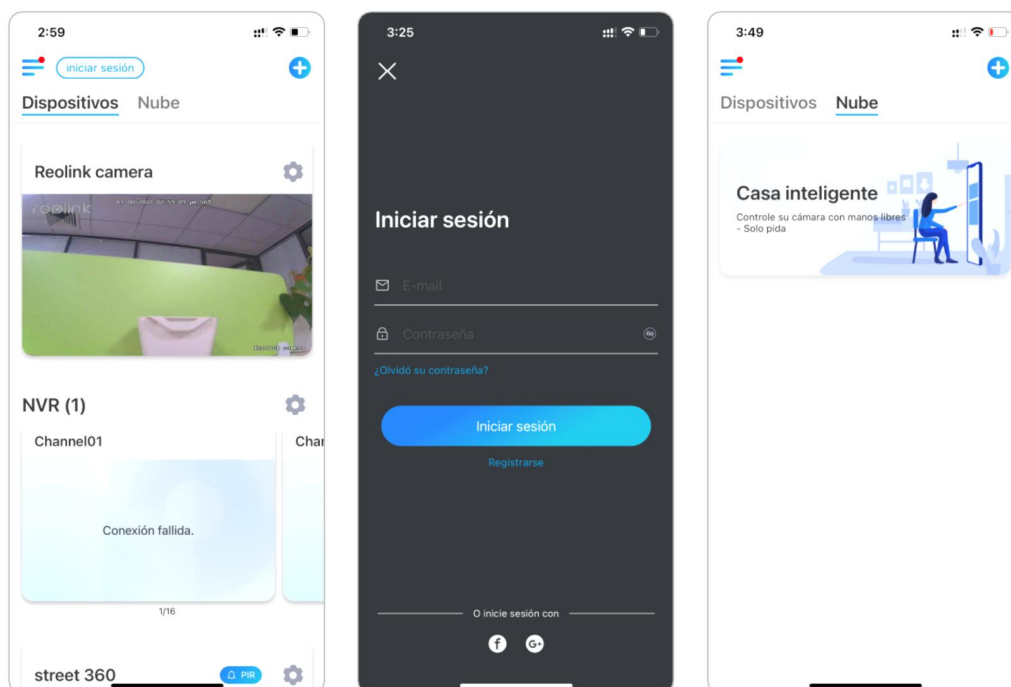 2:59
iniciar sesión
Dispositivos Nube
Reolink camera
reolink
NVR (1)
Channel01
Conexión fallida.
1/16
street 360
PIR
3:25
Iniciar sesión
E-mail
Contraseña
¿Olvidó su contraseña?
Iniciar sesión
Registrarse
O inicie sesión con
f
G+
3:49
Dispositivos Nube
Casa inteligente
Controle su cámara con manos libres
- Solo pida